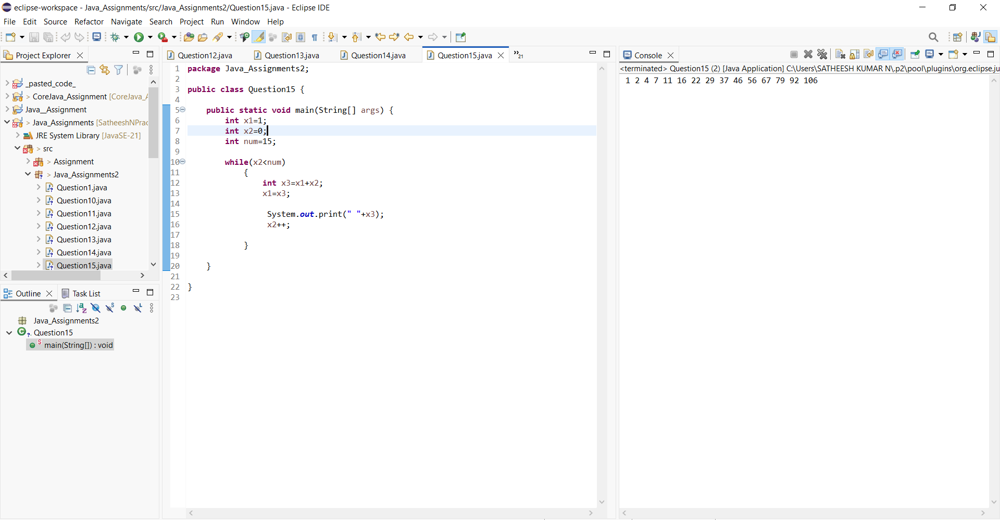 eclipse-workspace - Java_Assignments/src/Java_Assignments2/Question15.java - Eclipse IDE
File Edit Source Refactor Navigate Search Project Run Window Help
Project Explorer
_pasted_code_
> CoreJava_Assignment [CoreJava_A
Java__Assignment
> Java_Assignments [SatheeshNPrac
JRE System Library [JavaSE-21]
> src
> Assignment
> Java_Assignments2
Question1.java
Question10.java
Question11.java
Question12.java
Question13.java
Question14.java
Question15.java
Outline Task List
Java_Assignments2
Question15
main(String[]) : void
Question12.java Question13.java Question14.java Question15.java »21
1 package Java_Assignments2;
2
3 public class Question15 {
4
5 public static void main(String[] args) {
6 int x1=1;
7 int x2=0;
8 int num=15;
9
10 while(x2<num)
11 {
12 int x3=x1+x2;
13 x1=x3;
14
15 System.out.print(" "+x3);
16 x2++;
17
18 }
19
20 }
21
22 }
23
Console
<terminated> Question15 (2) [Java Application] C:\Users\SATHEESH KUMAR N\.p2\pool\plugins\org.eclipse.ju
1 2 4 7 11 16 22 29 37 46 56 67 79 92 106